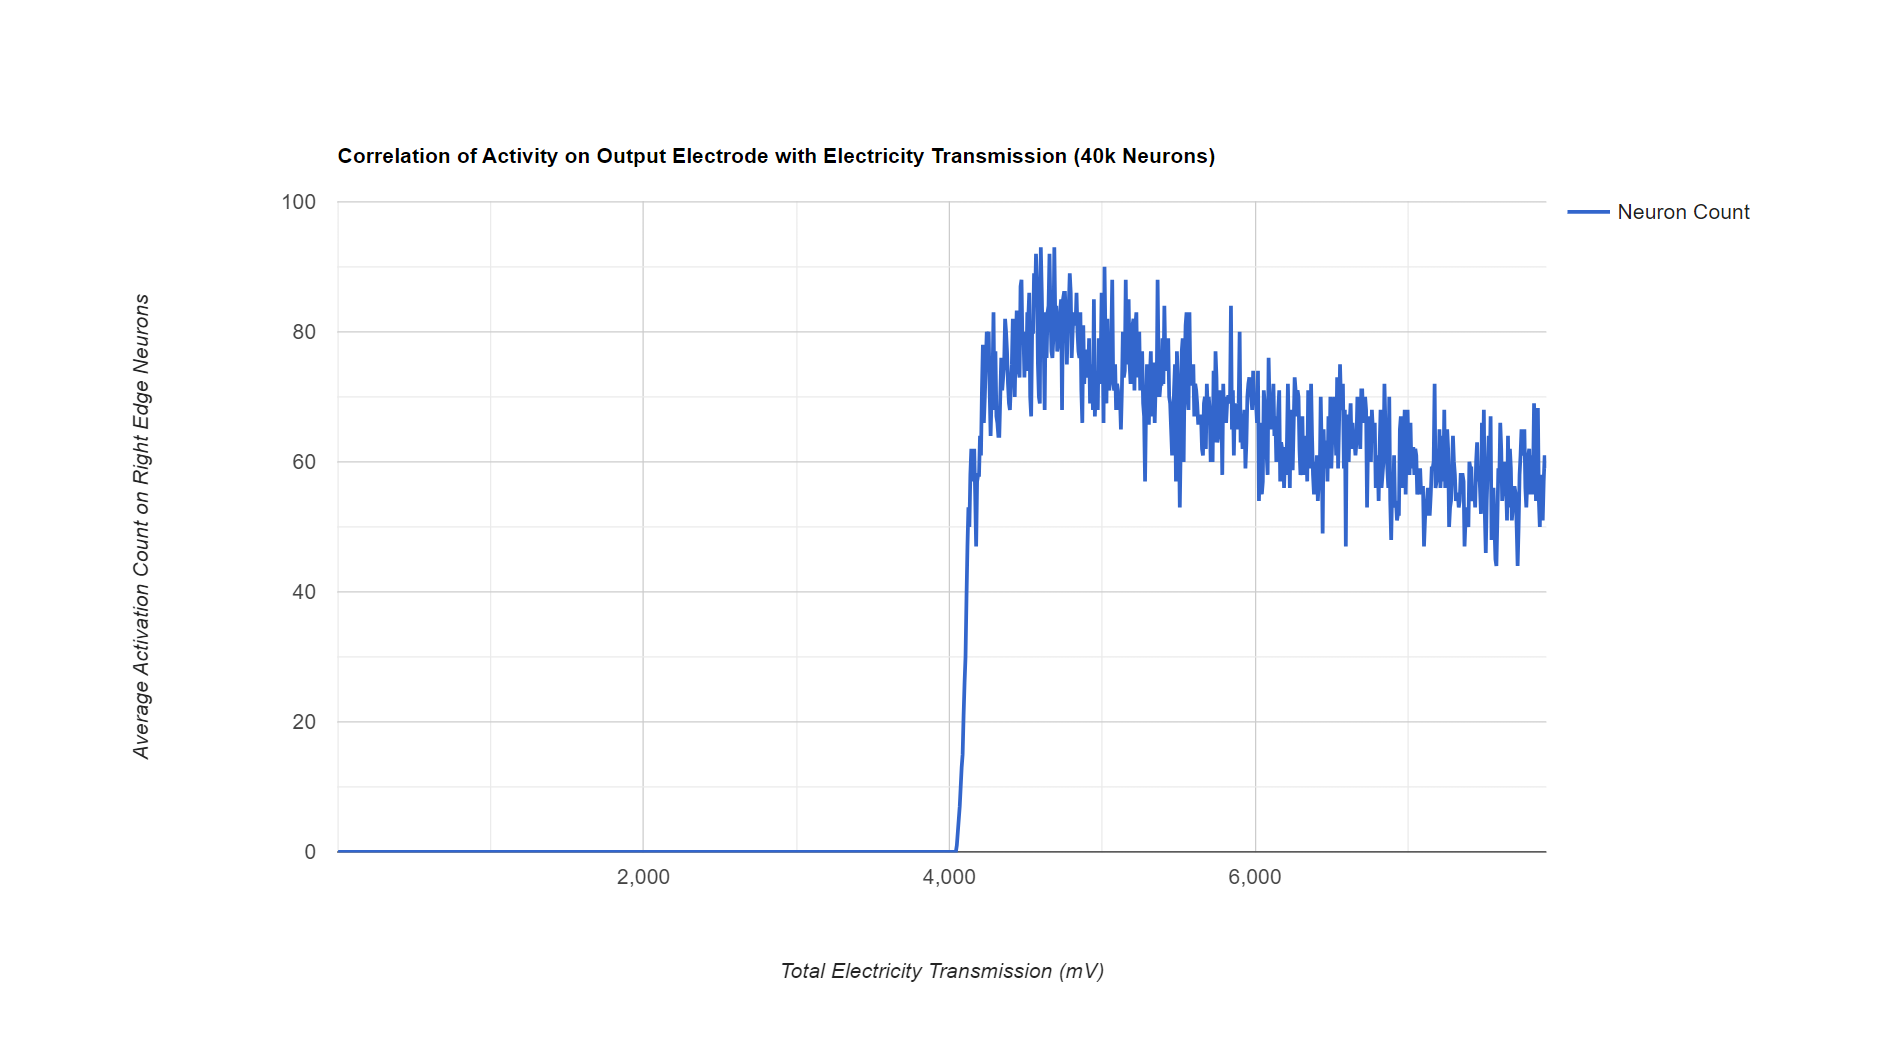 Correlation of Activity on Output Electrode with Electricity Transmission (40k Neurons)
Neuron Count
Average Activation Count on Right Edge Neurons
100
80
60
40
20
0
2,000
4,000
6,000
Total Electricity Transmission (mV)